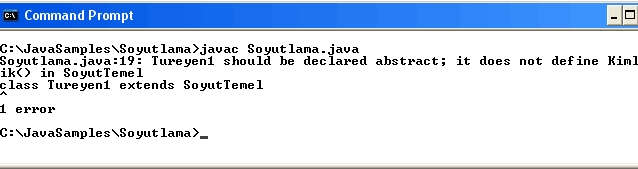 Command Prompt
C:\JavaSamples\Soyutlama>javac Soyutlama.java
Soyutlama.java:19: Tureyen1 should be declared abstract; it does not define Kiml
ik() in SoyutTemel
class Tureyen1 extends SoyutTemel
^
1 error
C:\JavaSamples\Soyutlama>_